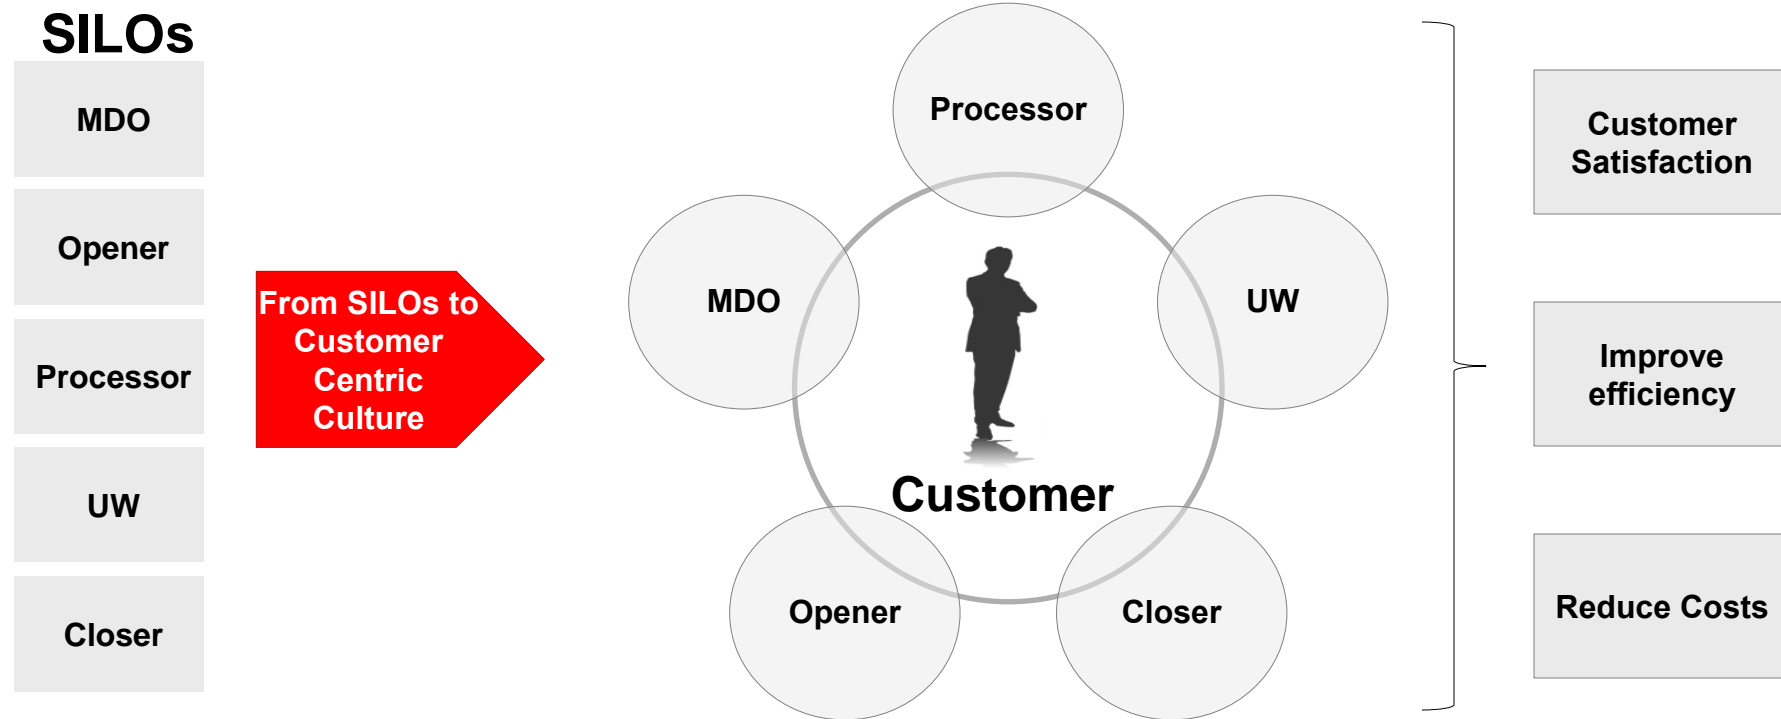 SILOs
MDO
Opener
Processor
UW
Closer
From SILOs to
Customer
Centric
Culture
Processor
MDO
UW
Customer
Opener
Closer
Customer
Satisfaction
Improve
efficiency
Reduce Costs